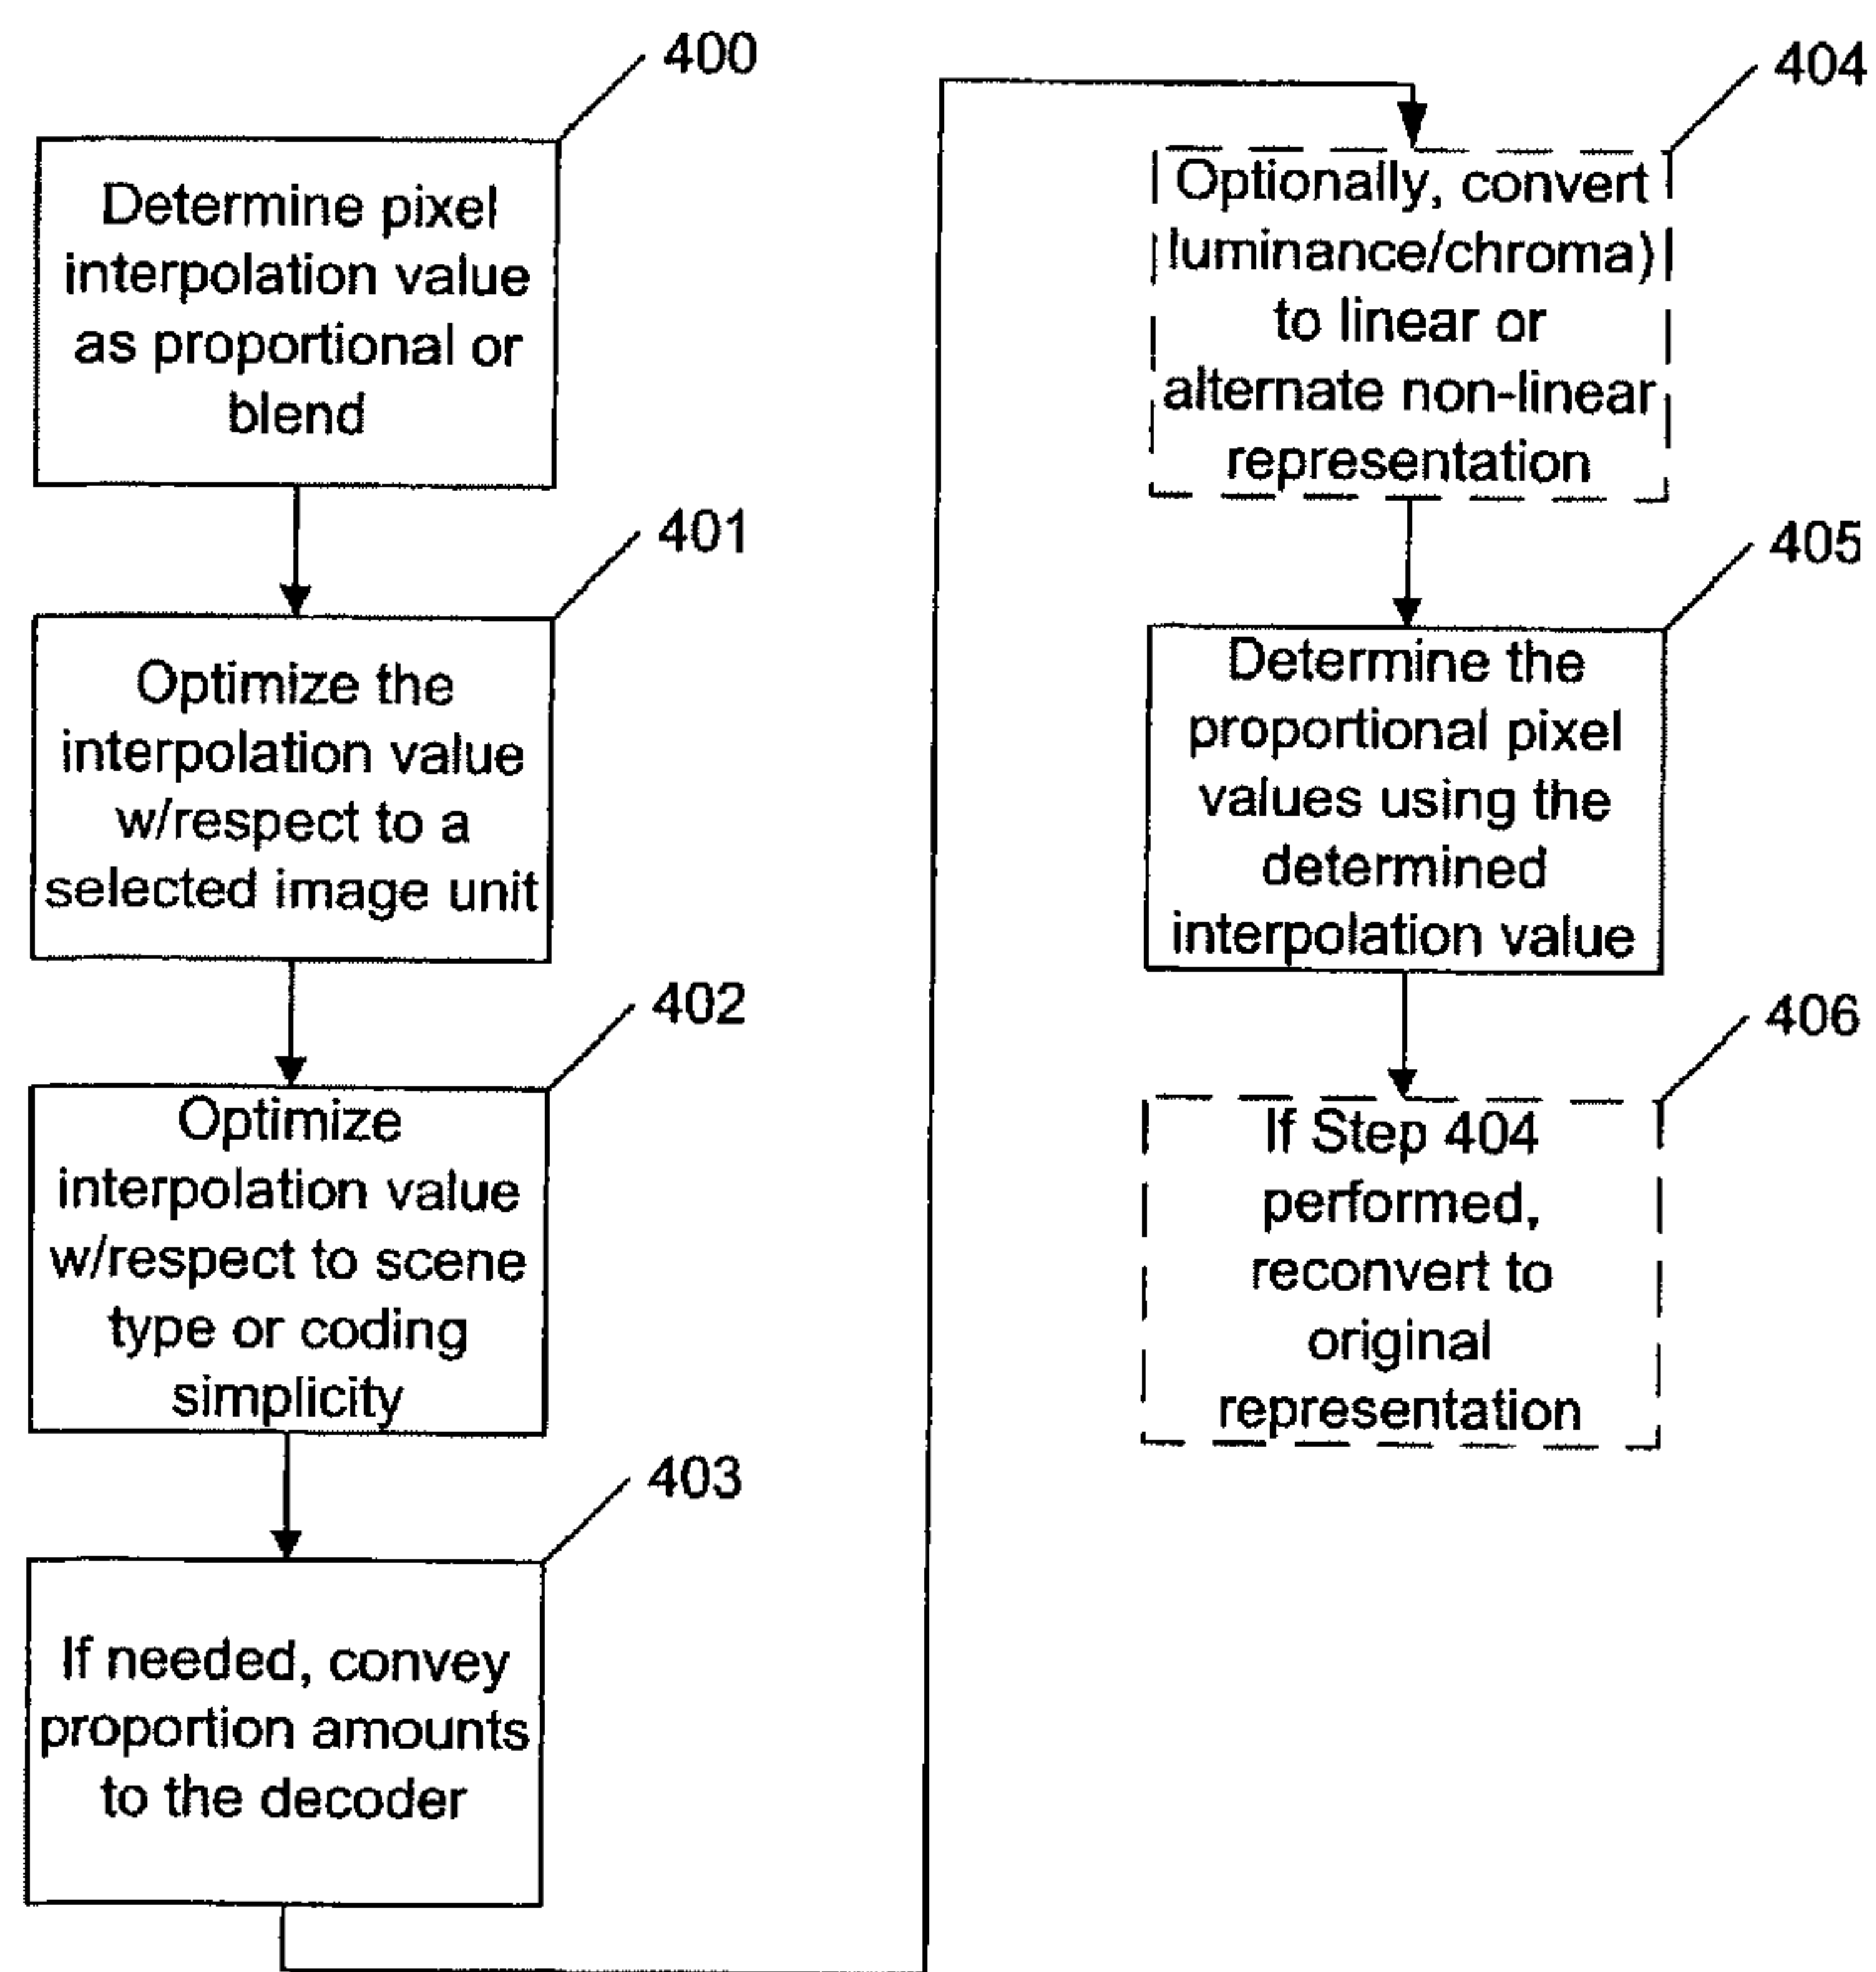 400
Determine pixel
interpolation value
as proportional or
blend
401
Optimize the
interpolation value
w/respect to a
selected image unit
402
Optimize
interpolation value
w/respect to scene
type or coding
simplicity
403
If needed, convey
proportion amounts
to the decoder
404
Optionally, convert
luminance/chroma)
to linear or
alternate non-linear
representation
405
Determine the
proportional pixel
values using the
determined
interpolation value
406
If Step 404
performed,
reconvert to
original
representation